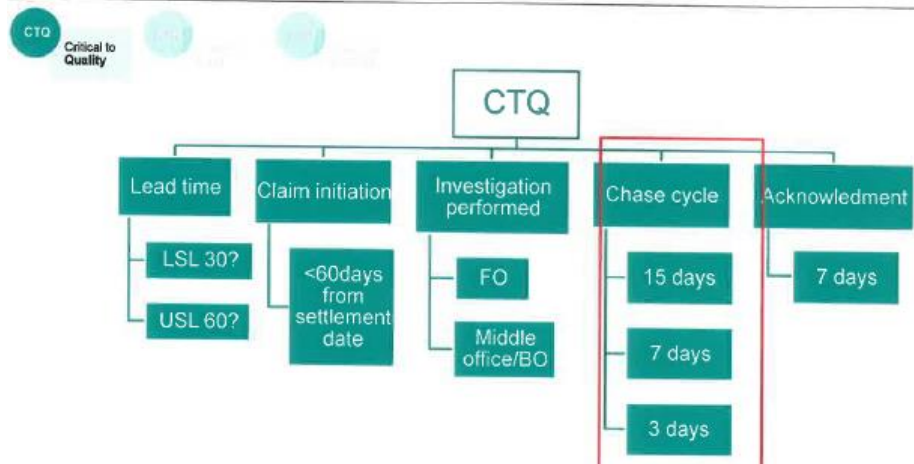 CTQ
Critical to
Quality
CTQ
Lead time
LSL 30?
USL 60?
Claim initiation
<60days
from
settlement
date
Investigation
performed
FO
Middle
office/BO
Chase cycle
15 days
7 days
3 days
Acknowledment
7 days